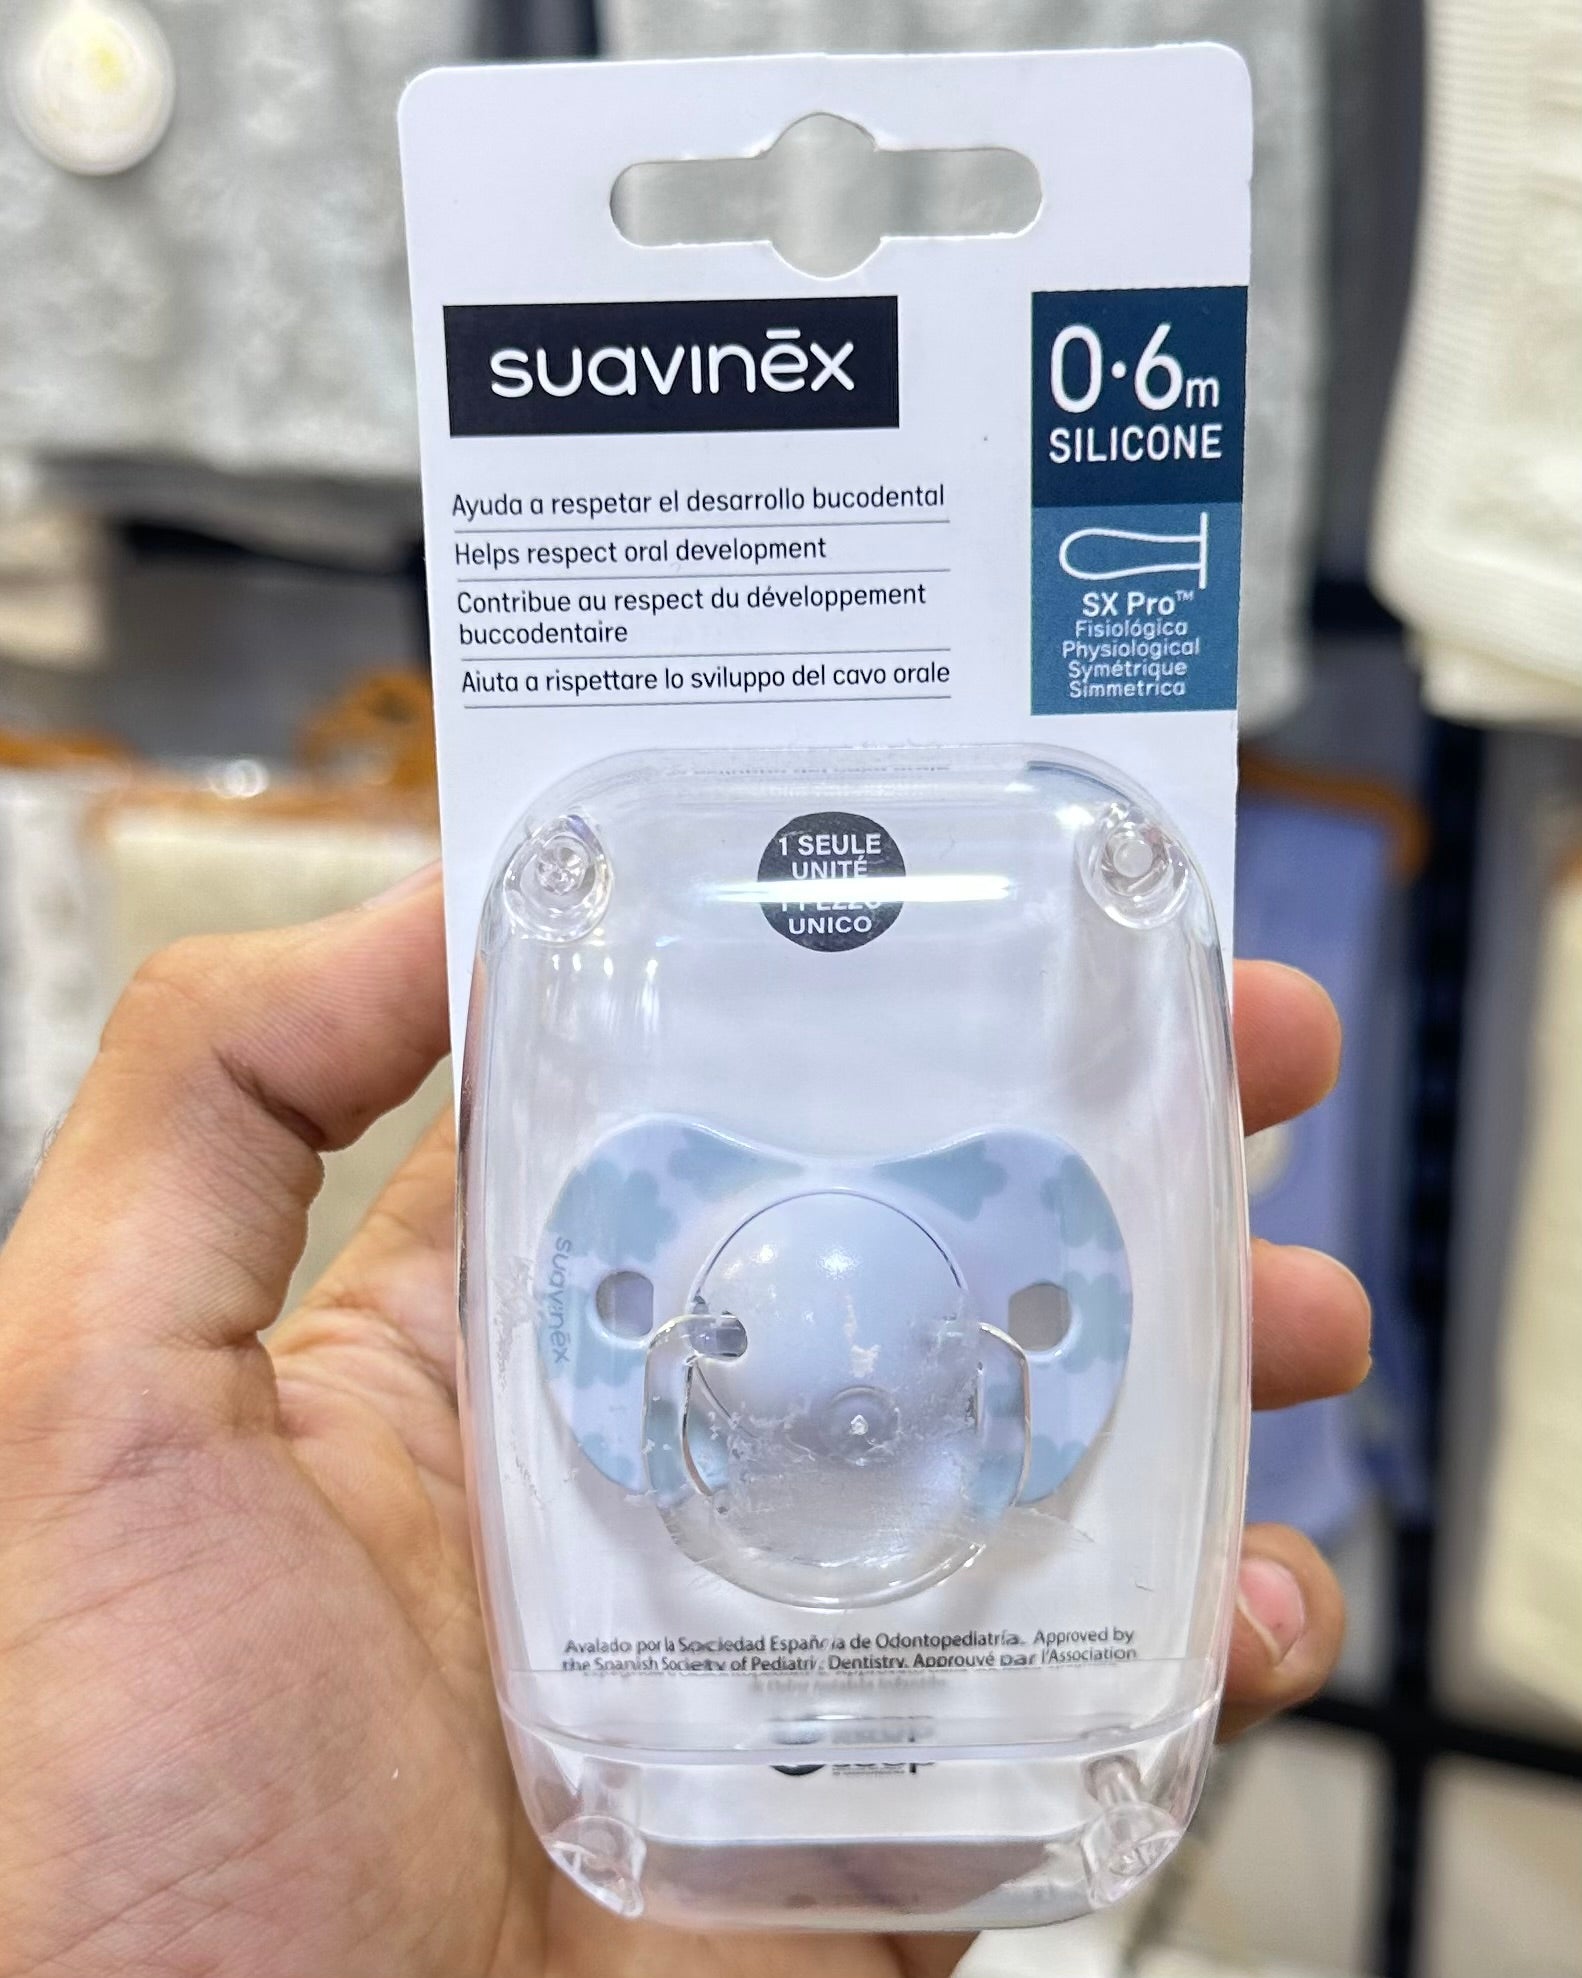 suavinēx
0·6m
SILICONE
Ayuda a respetar el desarrollo bucodental
Helps respect oral development
Contribue au respect du développement
buccodentaire
Aiuta a rispettare lo sviluppo del cavo orale
SX Pro™
Fisiológica
Physiological
Symétrique
Simmetrica
1 SEULE
UNITÉ
UNICO
suavinēx
Avalado por la Sociedad Española de Odontopediatría. Approved by
the Spanish Society of Pediatric Dentistry. Approuvé par l'Association